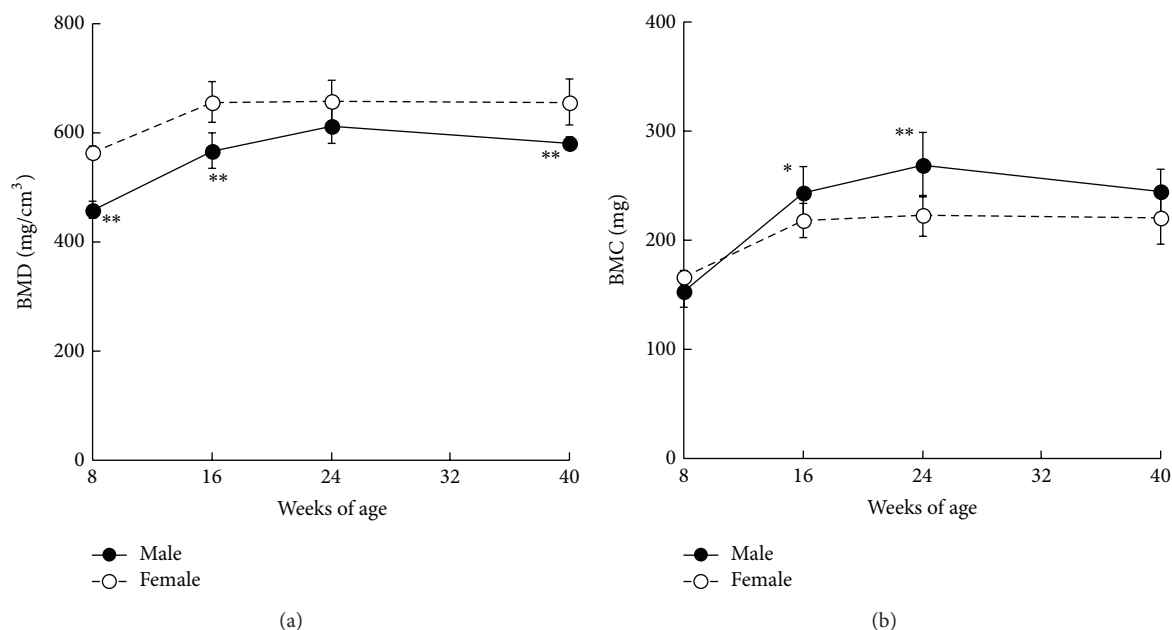 800
600
400
200
0
BMD (mg/cm³)
**
**
**
8
16
24
32
40
Weeks of age
Male
Female
(a)
400
300
200
100
0
BMC (mg)
*
**
8
16
24
32
40
Weeks of age
Male
Female
(b)